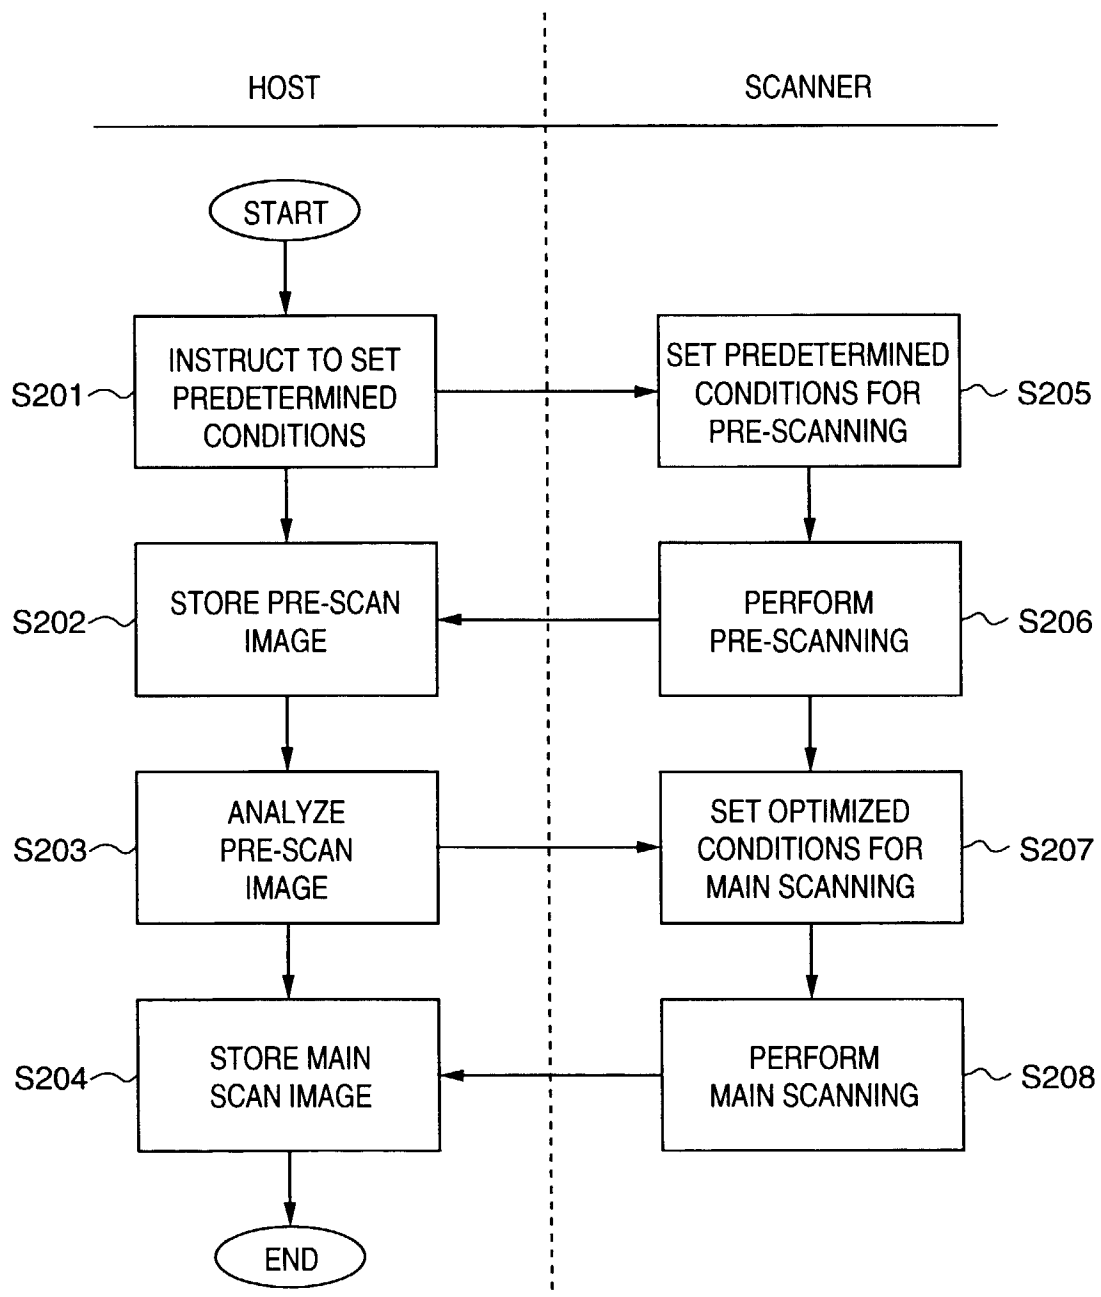 HOST
SCANNER
START
S201
INSTRUCT TO SET
PREDETERMINED
CONDITIONS
SET PREDETERMINED
CONDITIONS FOR
PRE-SCANNING
S205
S202
STORE PRE-SCAN
IMAGE
PERFORM
PRE-SCANNING
S206
S203
ANALYZE
PRE-SCAN
IMAGE
SET OPTIMIZED
CONDITIONS FOR
MAIN SCANNING
S207
S204
STORE MAIN
SCAN IMAGE
PERFORM
MAIN SCANNING
S208
END